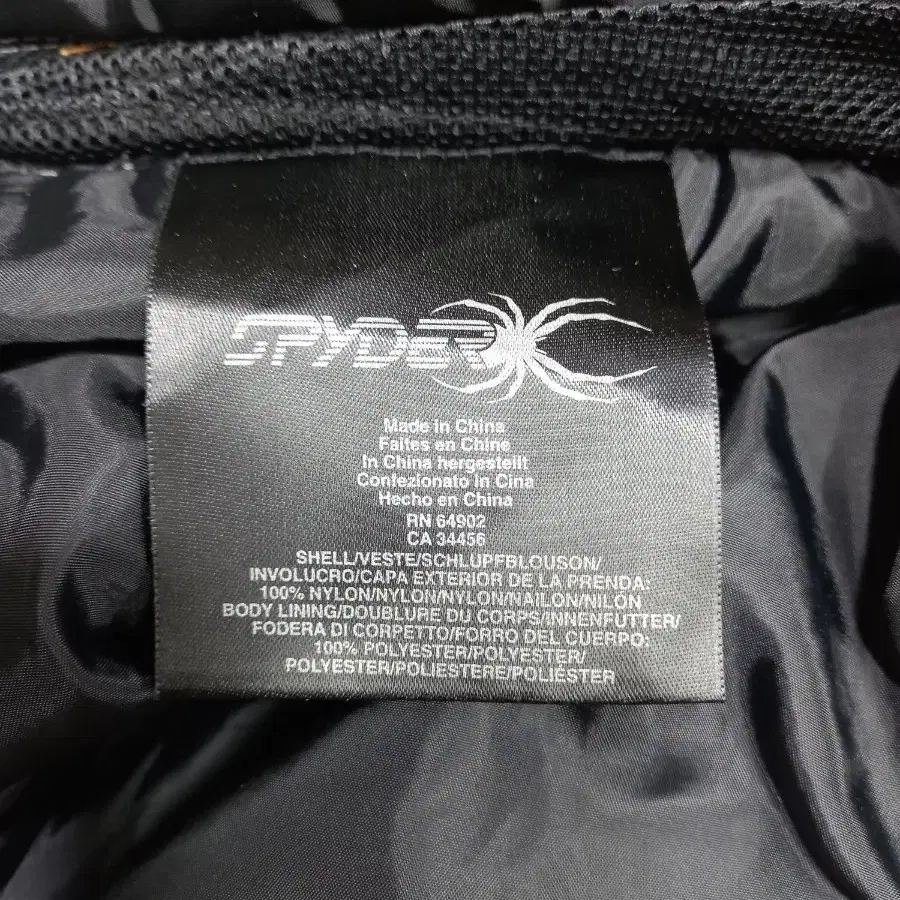 SPYDER
Made in China
Faites en Chine
In China hergestellt
Confezionato in Cina
Hecho en China
RN 64902
CA 34456
SHELL/VESTE/SCHLUPFBLOUSON/
INVOLUCRO/CAPA EXTERIOR DE LA PRENDA:
100% NYLON/NYLON/NYLON/NAILON/NILÓN
BODY LINING/DOUBLURE DU CORPS/INNENFUTTER/
FODERA DI CORPETTO/FORRO DEL CUERPO:
100% POLYESTER/POLYESTER/
POLYESTER/POLIESTERE/POLIÉSTER